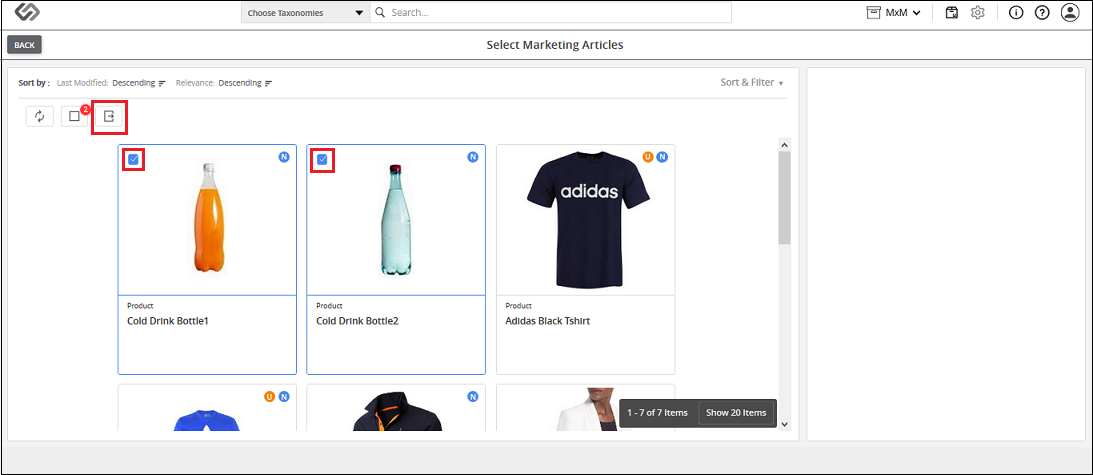 Choose Taxonomies
Search...
MxM
BACK
Select Marketing Articles
Sort by : Last Modified: Descending Relevance: Descending
Sort & Filter
2
N
N
U N
adidas
Product
Product
Product
Cold Drink Bottle1
Cold Drink Bottle2
Adidas Black Tshirt
U N
N
1 - 7 of 7 Items Show 20 Items